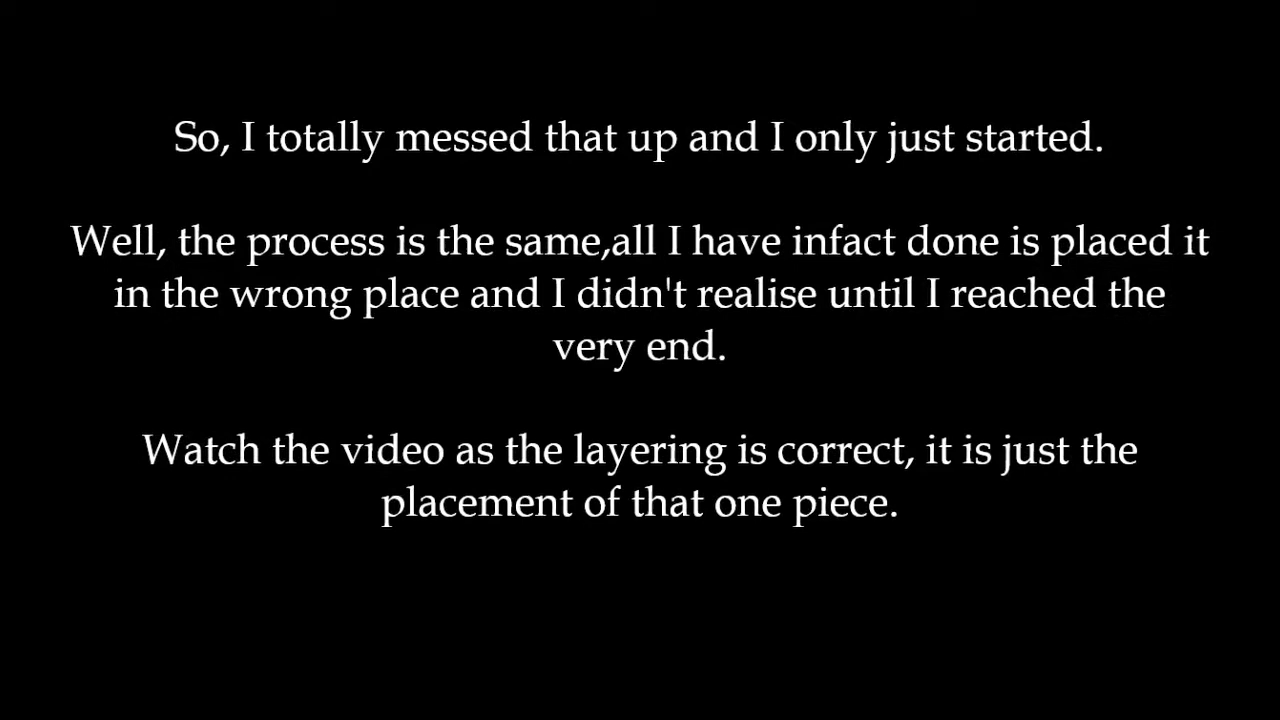 So, I totally messed that up and I only just started.
Well, the process is the same,all I have infact done is placed it
in the wrong place and I didn't realise until I reached the
very end.
Watch the video as the layering is correct, it is just the
placement of that one piece.